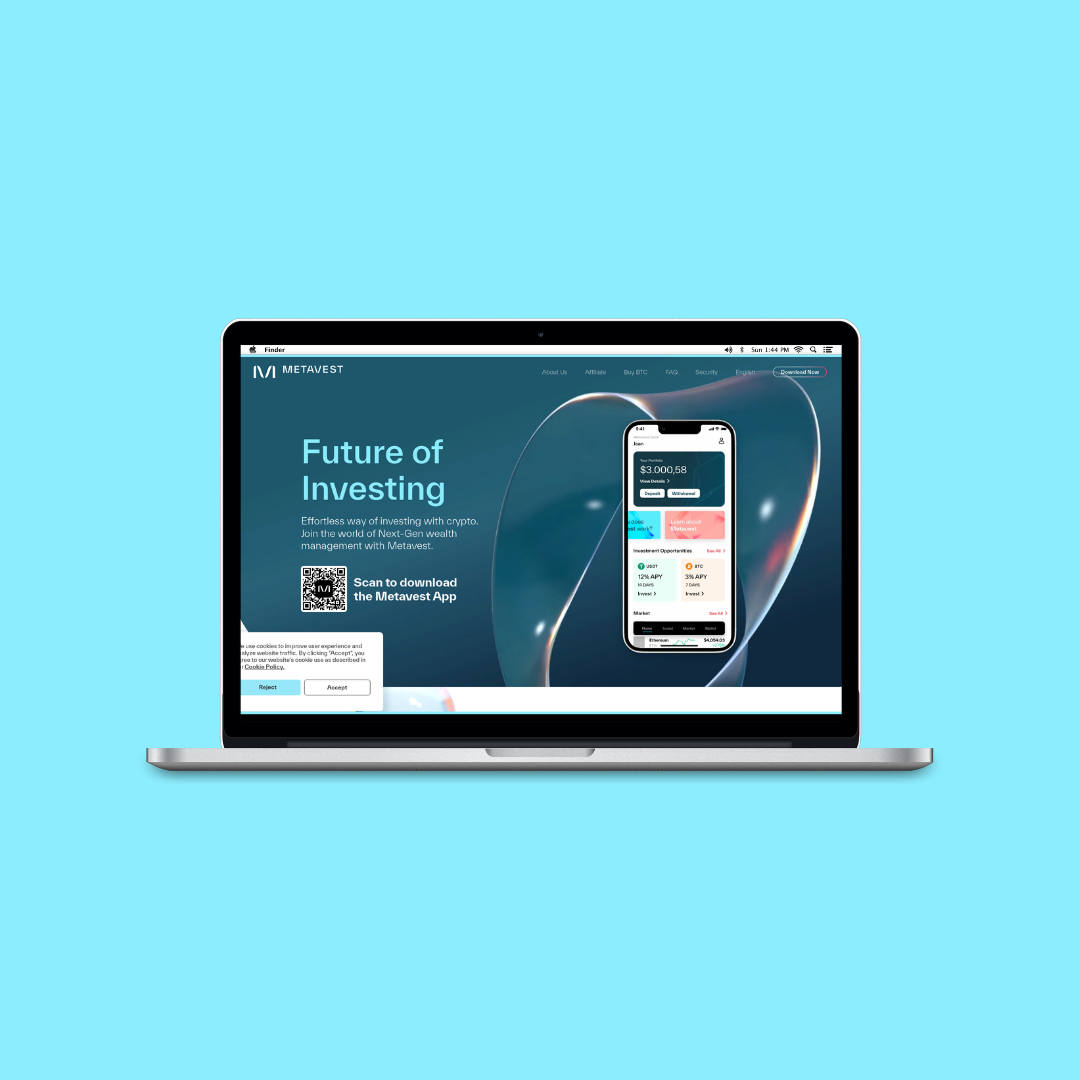 Finder
Sun 1:44 PM
METAVEST
About Us Affiliate Buy BTC FAQ Security English Download Now
Future of
Investing
Effortless way of investing with crypto.
Join the world of Next-Gen wealth
management with Metavest.
Scan to download
the Metavest App
e use cookies to improve user experience and
alyze website traffic. By clicking "Accept", you
ree to our website's cookie use as described in
r Cookie Policy.
Reject Accept
9:41
Joan
Your Portfolio
$3.000,58
View Details
Deposit Withdrawal
Learn about
Metavest
Investment Opportunities See All
USDT BTC
12% APY 3% APY
14 DAYS 7 DAYS
Invest Invest
Market See All
Home Invest Market Wallet
Ethereum $4,054.03